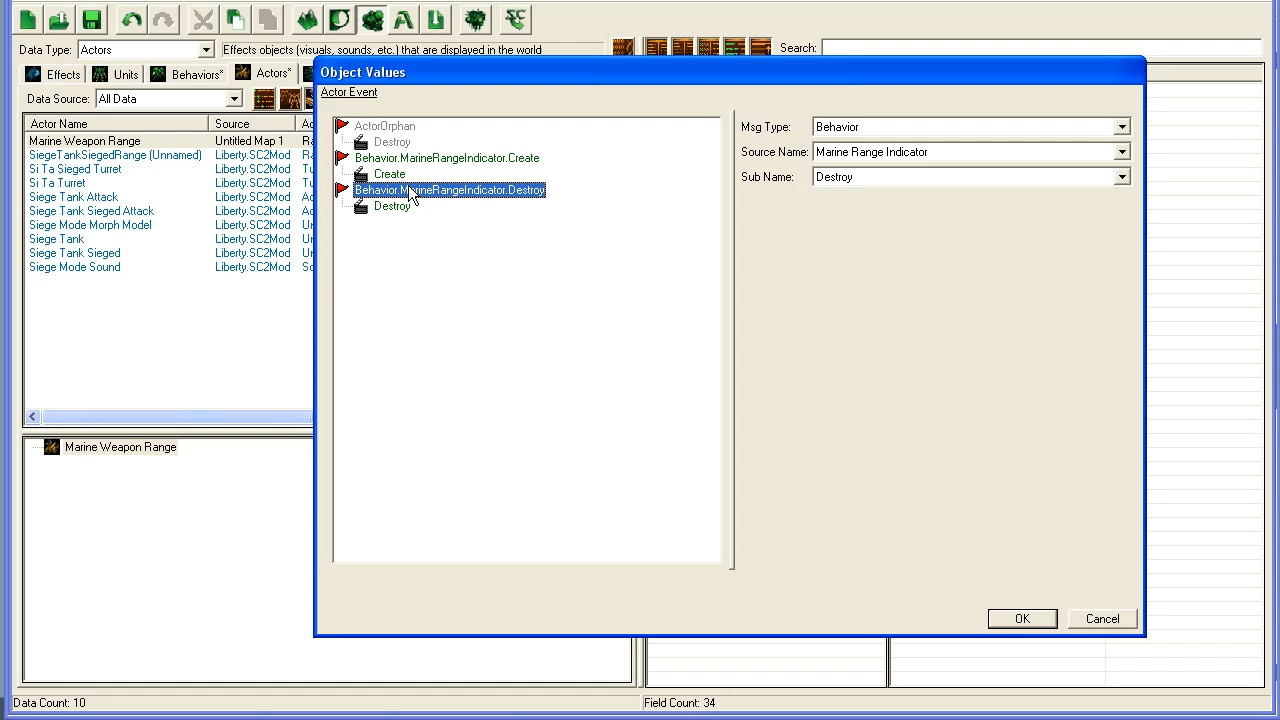 Data Type:
Actors
Effects objects (visuals, sounds, etc.) that are displayed in the world
Search:
Effects
Units
Behaviors*
Actors*
Data Source:
All Data
Actor Name
Source
Marine Weapon Range
Untitled Map 1
SiegeTankSiegedRange (Unnamed)
Liberty.SC2Mod
Si Ta Sieged Turret
Liberty.SC2Mod
Si Ta Turret
Liberty.SC2Mod
Siege Tank Attack
Liberty.SC2Mod
Siege Tank Sieged Attack
Liberty.SC2Mod
Siege Mode Morph Model
Liberty.SC2Mod
Siege Tank
Liberty.SC2Mod
Siege Tank Sieged
Liberty.SC2Mod
Siege Mode Sound
Liberty.SC2Mod
Marine Weapon Range
Data Count: 10
Field Count: 34
Object Values
Actor Event
ActorOrphan
Destroy
Behavior.MarineRangeIndicator.Create
Create
Behavior.MarineRangeIndicator.Destroy
Destroy
Msg Type:
Behavior
Source Name:
Marine Range Indicator
Sub Name:
Destroy
OK
Cancel